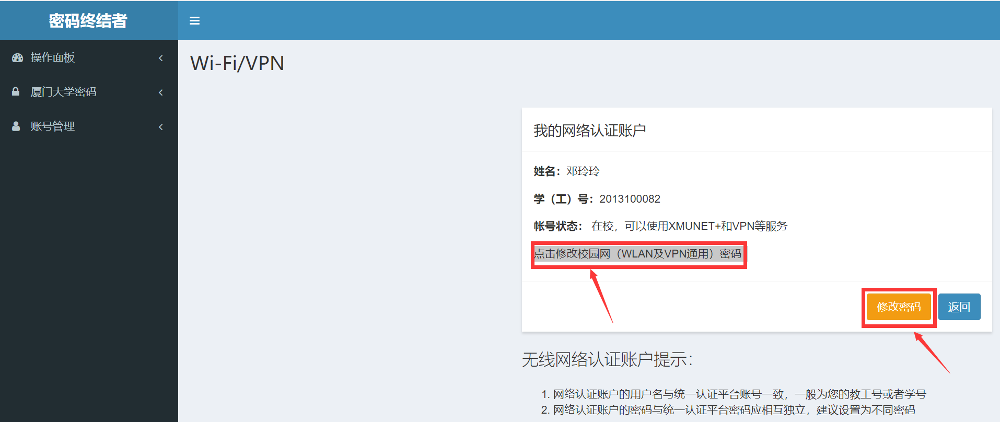 密码终结者
操作面板
厦门大学密码
账号管理
Wi-Fi/VPN
我的网络认证账户
姓名：邓玲玲
学（工）号：2013100082
帐号状态： 在校，可以使用XMUNET+和VPN等服务
点击修改校园网（WLAN及VPN通用）密码
修改密码 返回
无线网络认证账户提示：
1. 网络认证账户的用户名与统一认证平台账号一致，一般为您的教工号或者学号
2. 网络认证账户的密码与统一认证平台密码应相互独立，建议设置为不同密码